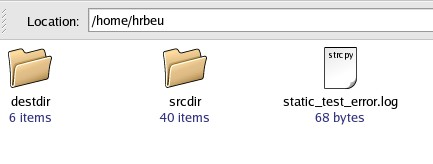 Location: /home/hrbeu
strcpy
destdir srcdir static_test_error.log
6 items 40 items 68 bytes